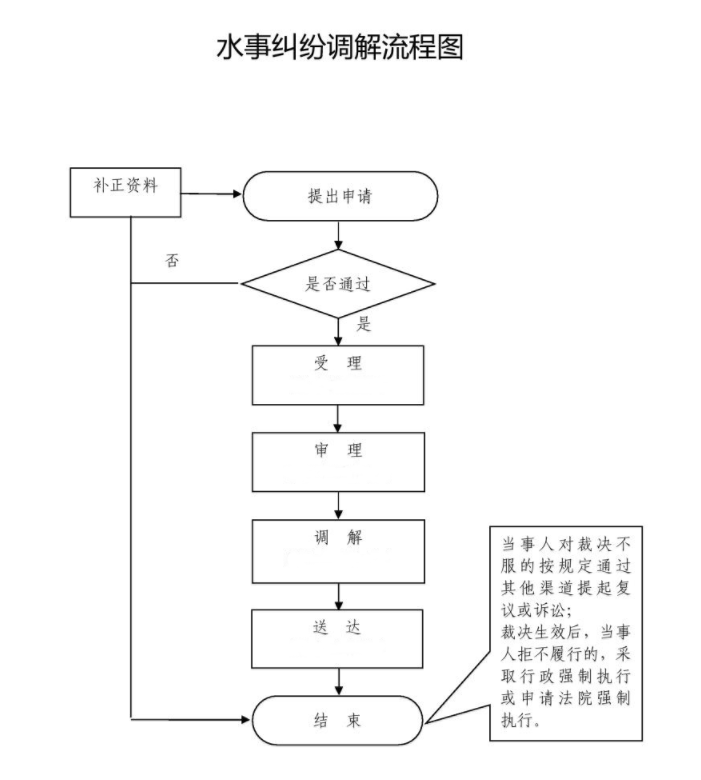 水事纠纷调解流程图
补正资料
提出申请
否
是否通过
是
受 理
审 理
调 解
当事人对裁决不
服的按规定通过
其他渠道提起复
议或诉讼；
裁决生效后，当事
人拒不履行的，采
取行政强制执行
或申请法院强制
执行。
送 达
结 束